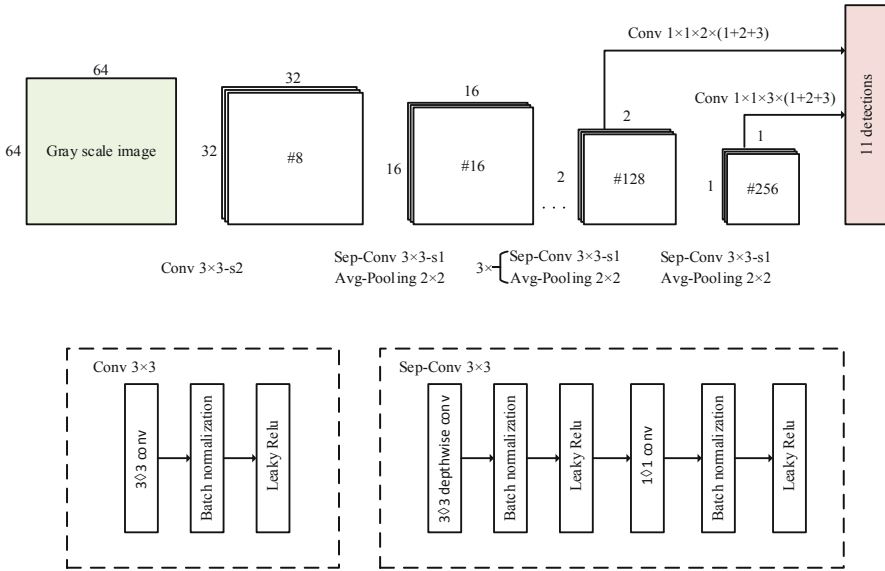 Conv 1×1×2×(1+2+3)
64
32
16
Conv 1×1×3×(1+2+3)
2
1
64
Gray scale image
32
#8
16
#16
2
. . .
#128
1
#256
11 detections
Conv 3×3-s2
Sep-Conv 3×3-s1
Avg-Pooling 2×2
3×
Sep-Conv 3×3-s1
Avg-Pooling 2×2
Sep-Conv 3×3-s1
Avg-Pooling 2×2
Conv 3×3
3◊3 conv
Batch normalization
Leaky Relu
Sep-Conv 3×3
3◊3 depthwise conv
Batch normalization
Leaky Relu
1◊1 conv
Batch normalization
Leaky Relu